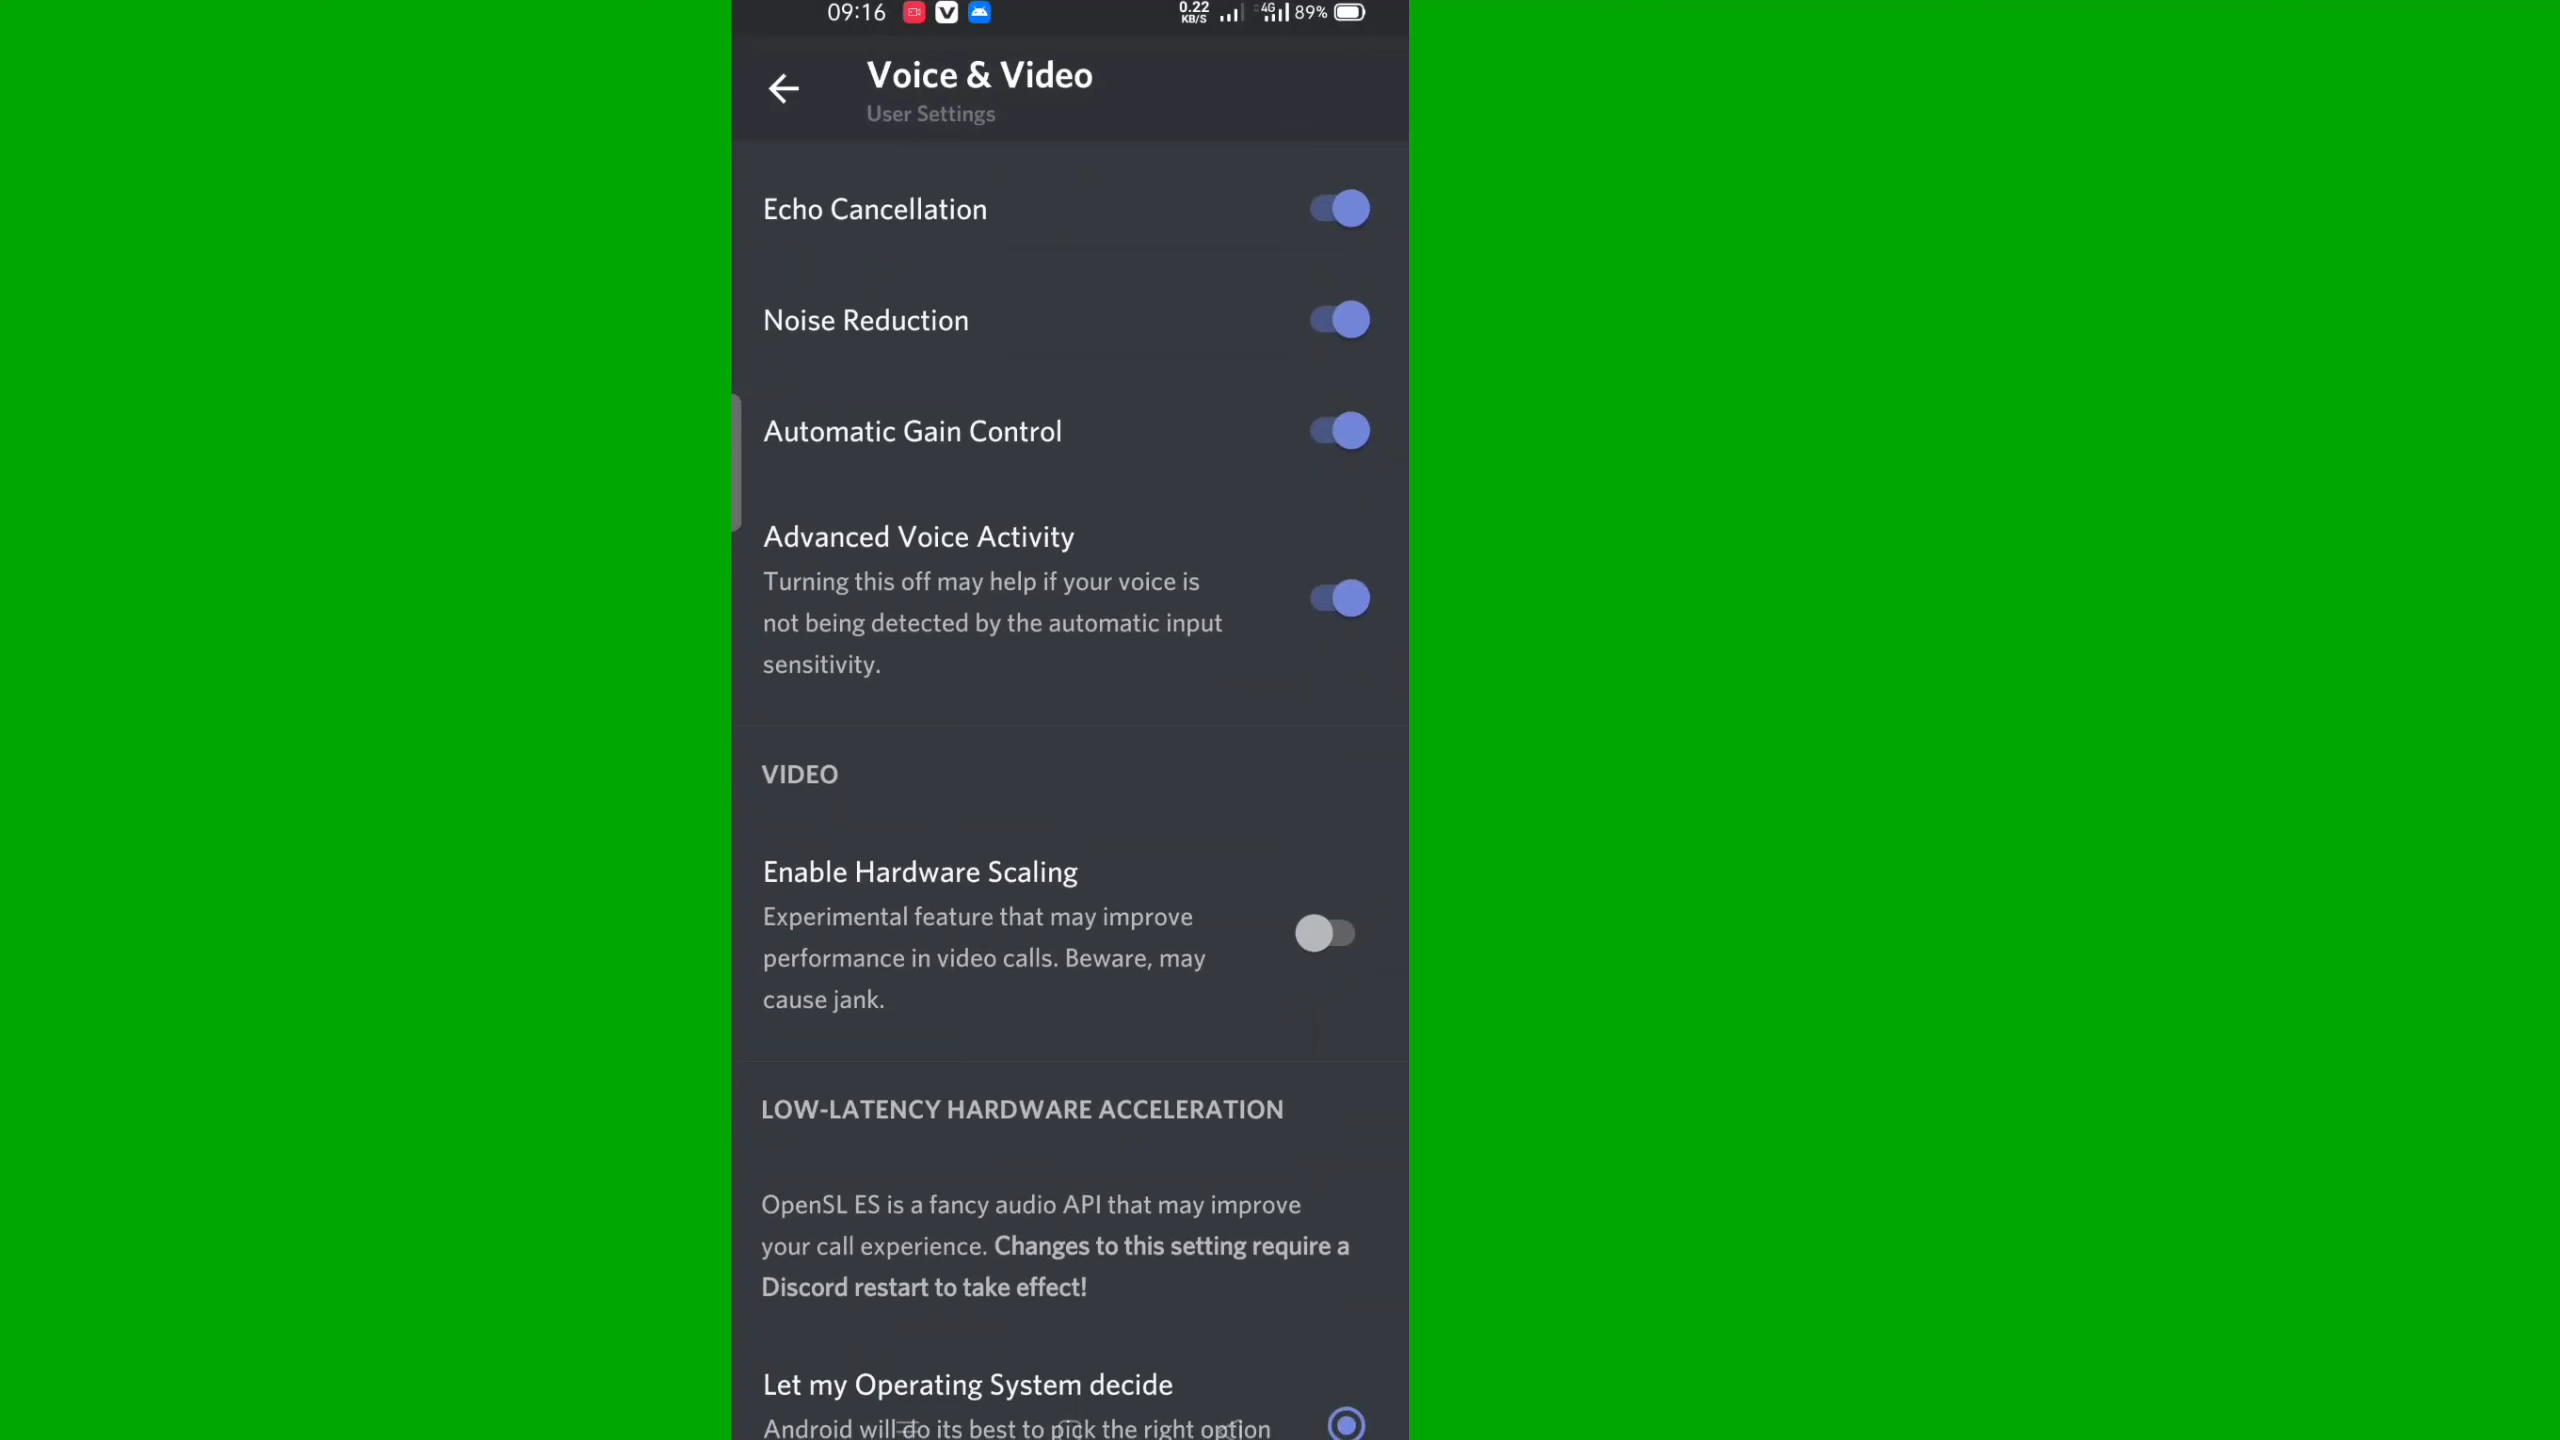 09:16 0.22 KB/S 4G 89%
Voice & Video
User Settings
Echo Cancellation
Noise Reduction
Automatic Gain Control
Advanced Voice Activity
Turning this off may help if your voice is
not being detected by the automatic input
sensitivity.
VIDEO
Enable Hardware Scaling
Experimental feature that may improve
performance in video calls. Beware, may
cause jank.
LOW-LATENCY HARDWARE ACCELERATION
OpenSL ES is a fancy audio API that may improve
your call experience. Changes to this setting require a
Discord restart to take effect!
Let my Operating System decide
Android will do its best to pick the right option